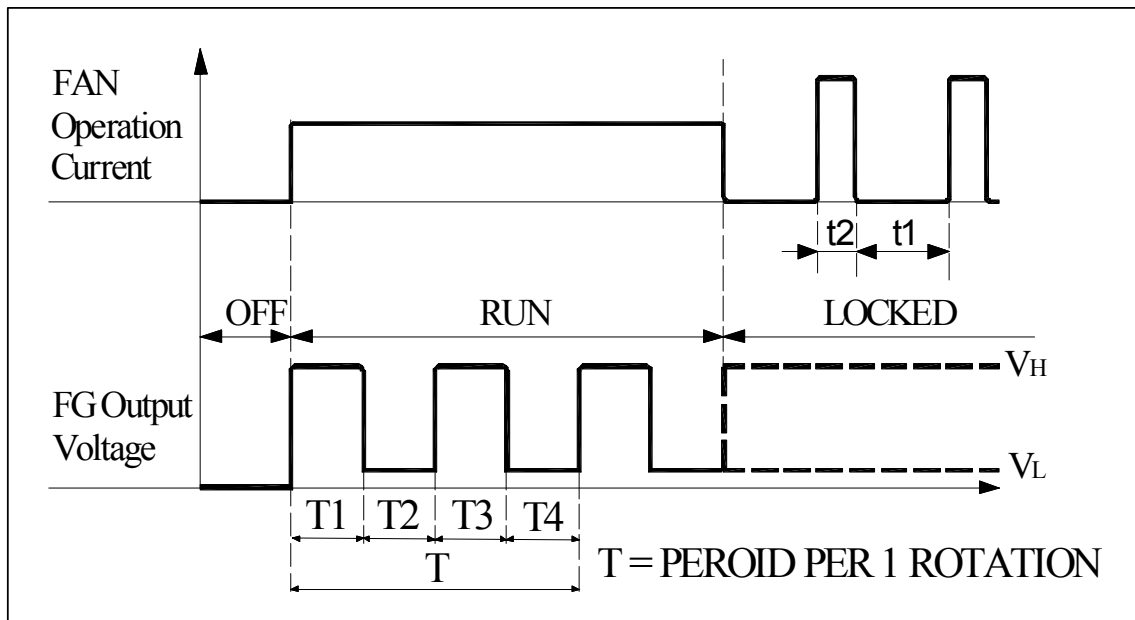 FAN
Operation
Current
t2
t1
OFF
RUN
LOCKED
VH
FG Output
Voltage
VL
T1
T2
T3
T4
T
T = PEROID PER 1 ROTATION